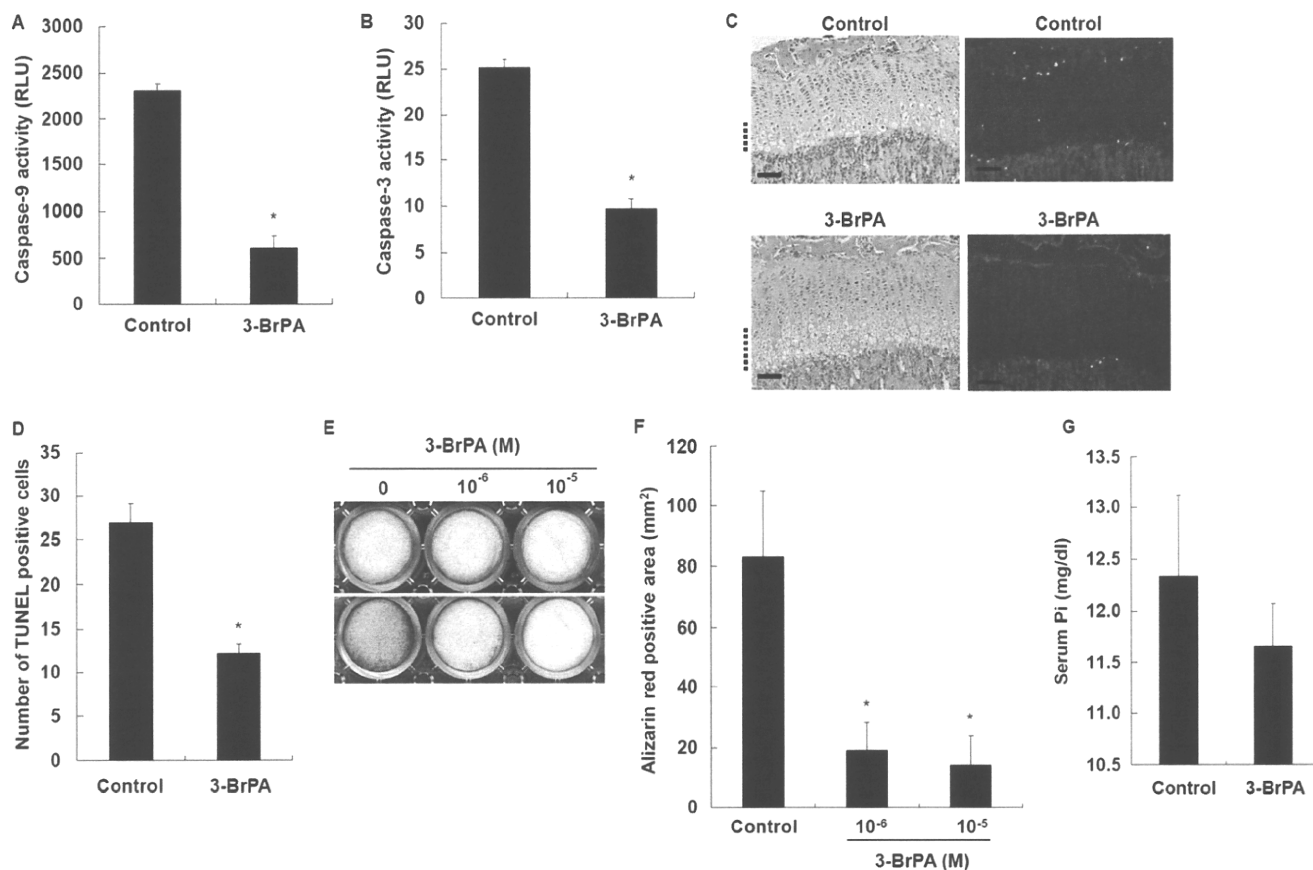 A
3000
2500
2000
1500
1000
500
0
Caspase-9 activity (RLU)
*
Control
3-BrPA
B
30
25
20
15
10
5
0
Caspase-3 activity (RLU)
*
Control
3-BrPA
C
Control
Control
3-BrPA
3-BrPA
D
35
30
25
20
15
10
5
0
Number of TUNEL positive cells
*
Control
3-BrPA
E
3-BrPA (M)
0 10⁻⁶ 10⁻⁵
F
120
100
80
60
40
20
0
Alizarin red positive area (mm²)
*
*
Control
10⁻⁶ 10⁻⁵
3-BrPA (M)
G
13.5
13.0
12.5
12.0
11.5
11.0
10.5
Serum Pi (mg/dl)
Control
3-BrPA